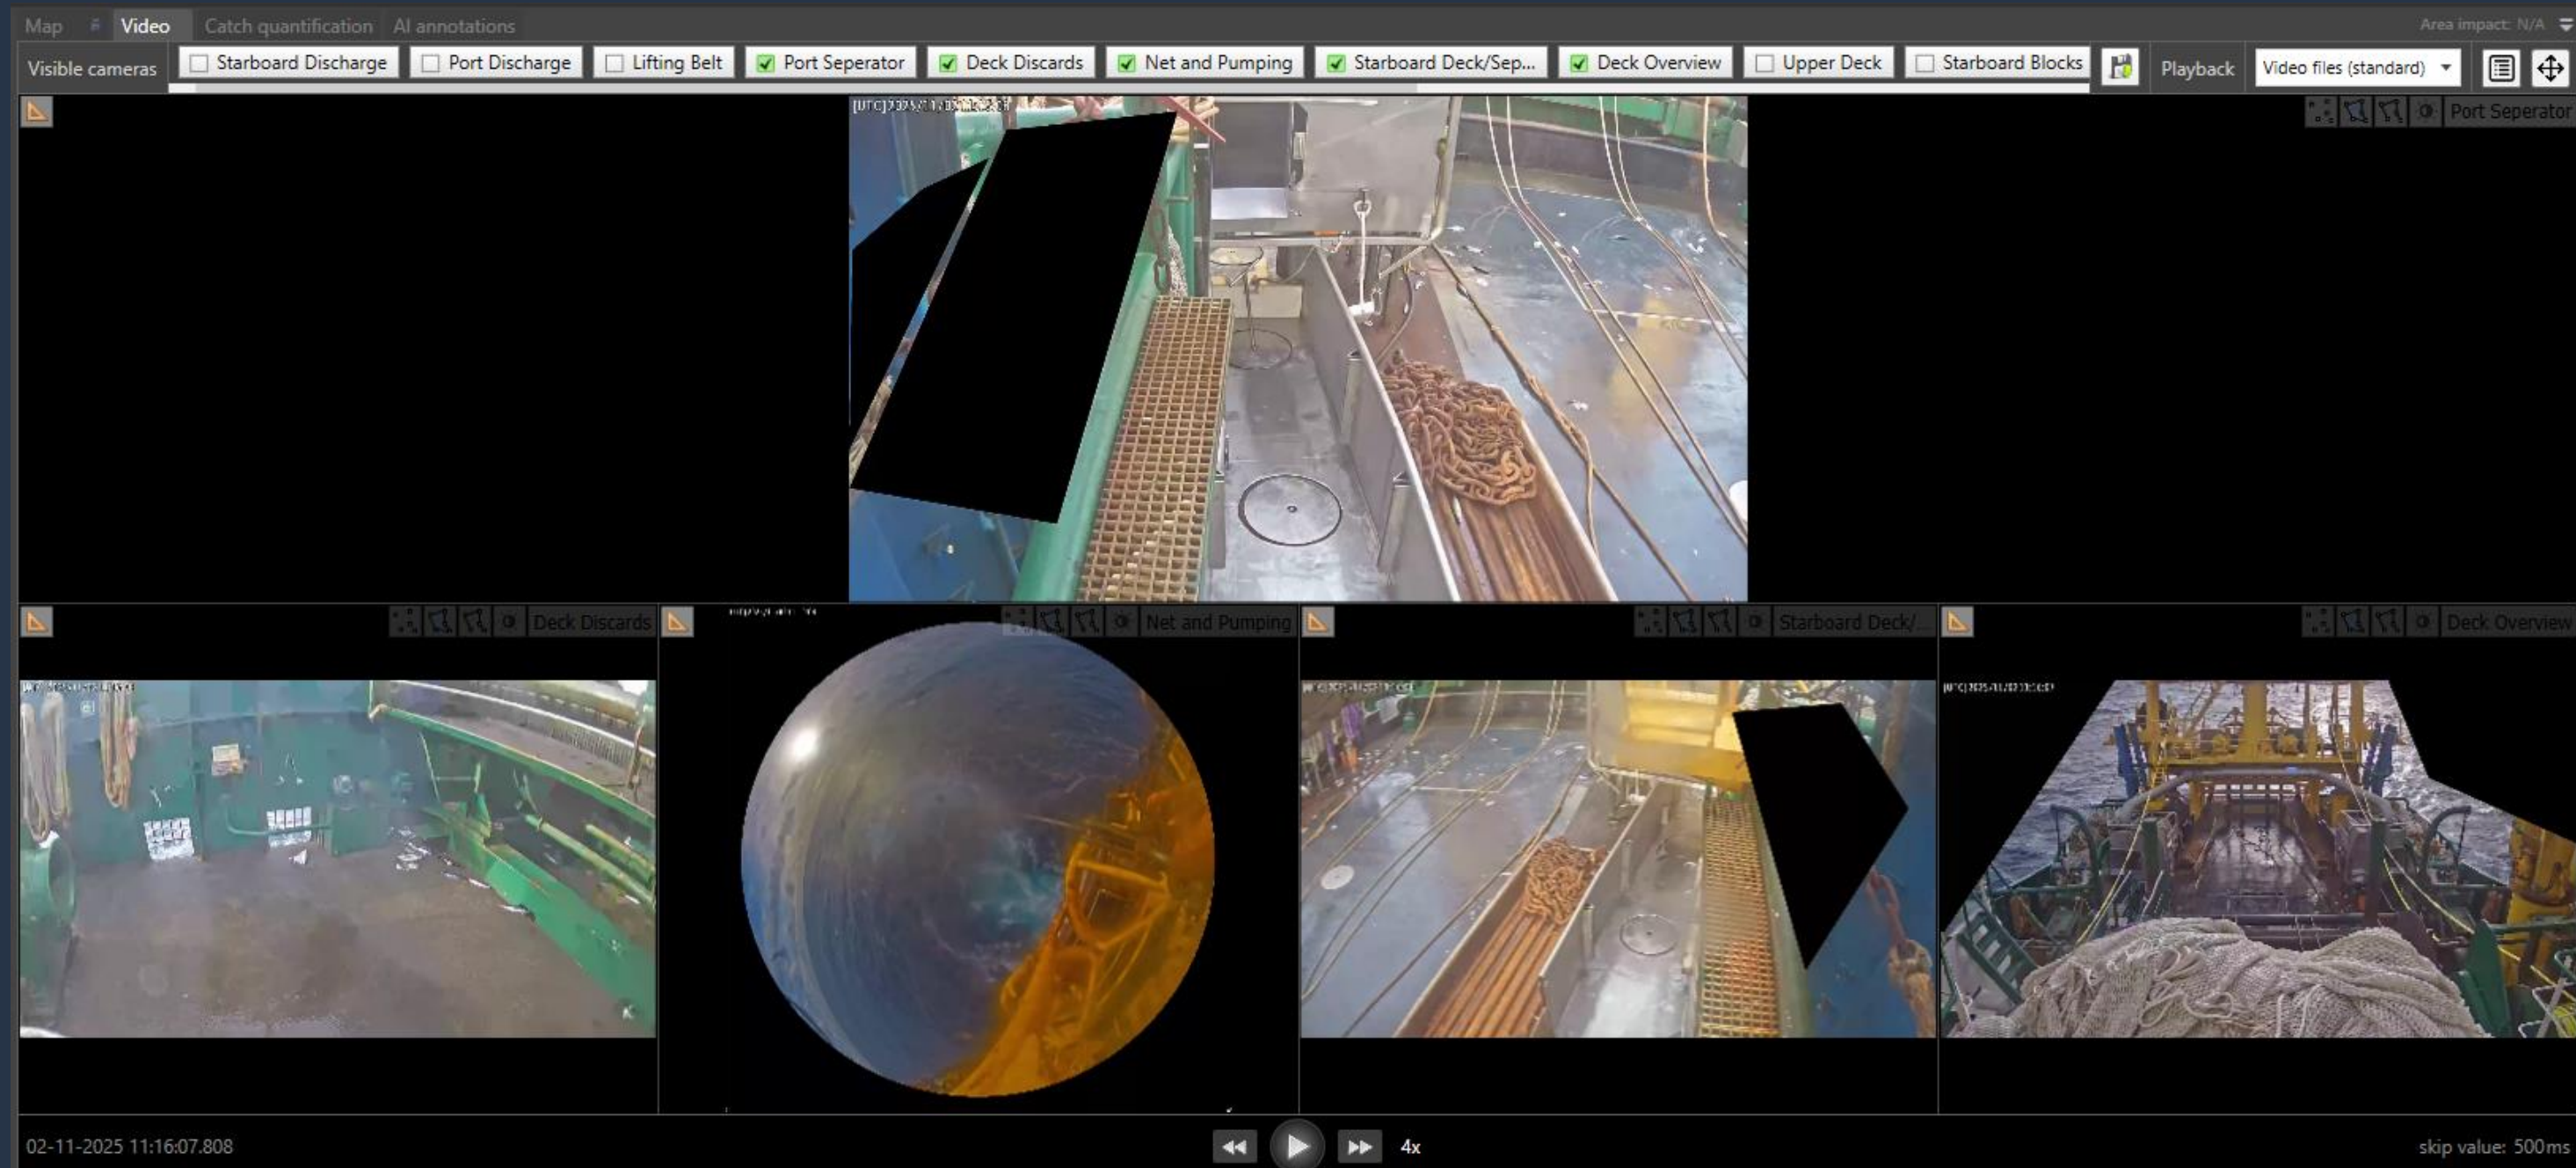 Map Video Catch quantification AI annotations Area impact: N/A
Visible cameras Starboard Discharge Port Discharge Lifting Belt Port Seperator Deck Discards Net and Pumping Starboard Deck/Sep... Deck Overview Upper Deck Starboard Blocks Playback Video files (standard)
Port Seperator
Deck Discards Net and Pumping Starboard Deck/... Deck Overview
02-11-2025 11:16:07.808 4x skip value: 500ms